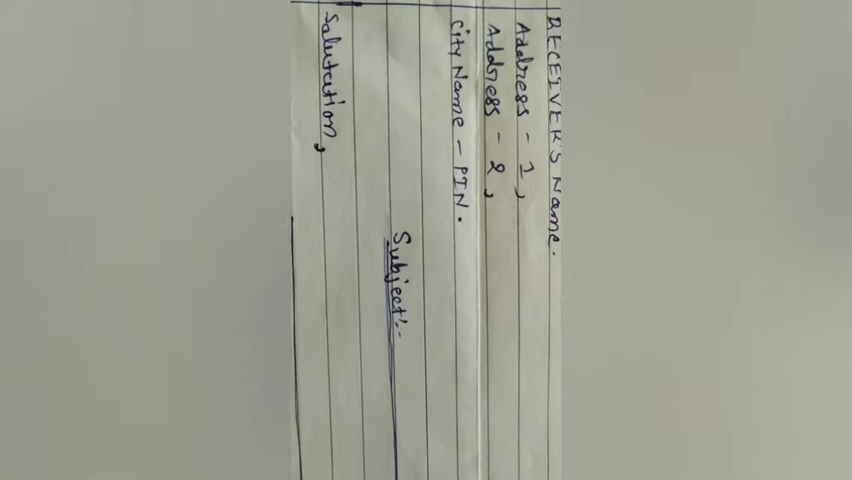 RECEIVER'S Name.
Address - 1,
Address - 2,
City Name - PIN.
Subject:-
Salutation,